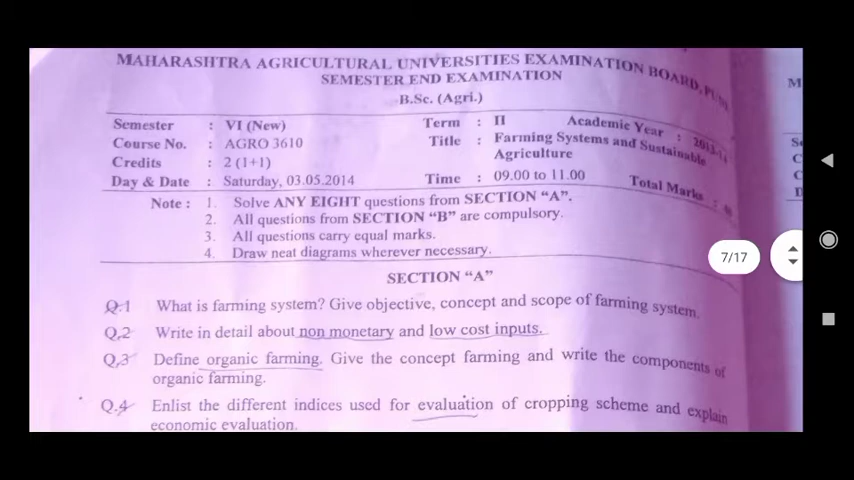 MAHARASHTRA AGRICULTURAL UNIVERSITIES EXAMINATION BOARD,
SEMESTER END EXAMINATION
B.Sc. (Agri.)
Semester : VI (New) Term : II Academic Year : 2013-14
Course No. : AGRO 3610 Title : Farming Systems and Sustainable
Agriculture
Credits : 2 (1+1)
Day & Date : Saturday, 03.05.2014 Time : 09.00 to 11.00 Total Marks :
Note : 1. Solve ANY EIGHT questions from SECTION "A".
2. All questions from SECTION "B" are compulsory.
3. All questions carry equal marks.
4. Draw neat diagrams wherever necessary.
7/17
SECTION "A"
Q.1 What is farming system? Give objective, concept and scope of farming system.
Q.2 Write in detail about non monetary and low cost inputs.
Q.3 Define organic farming. Give the concept farming and write the components of
organic farming.
Q.4 Enlist the different indices used for evaluation of cropping scheme and explain
economic evaluation.